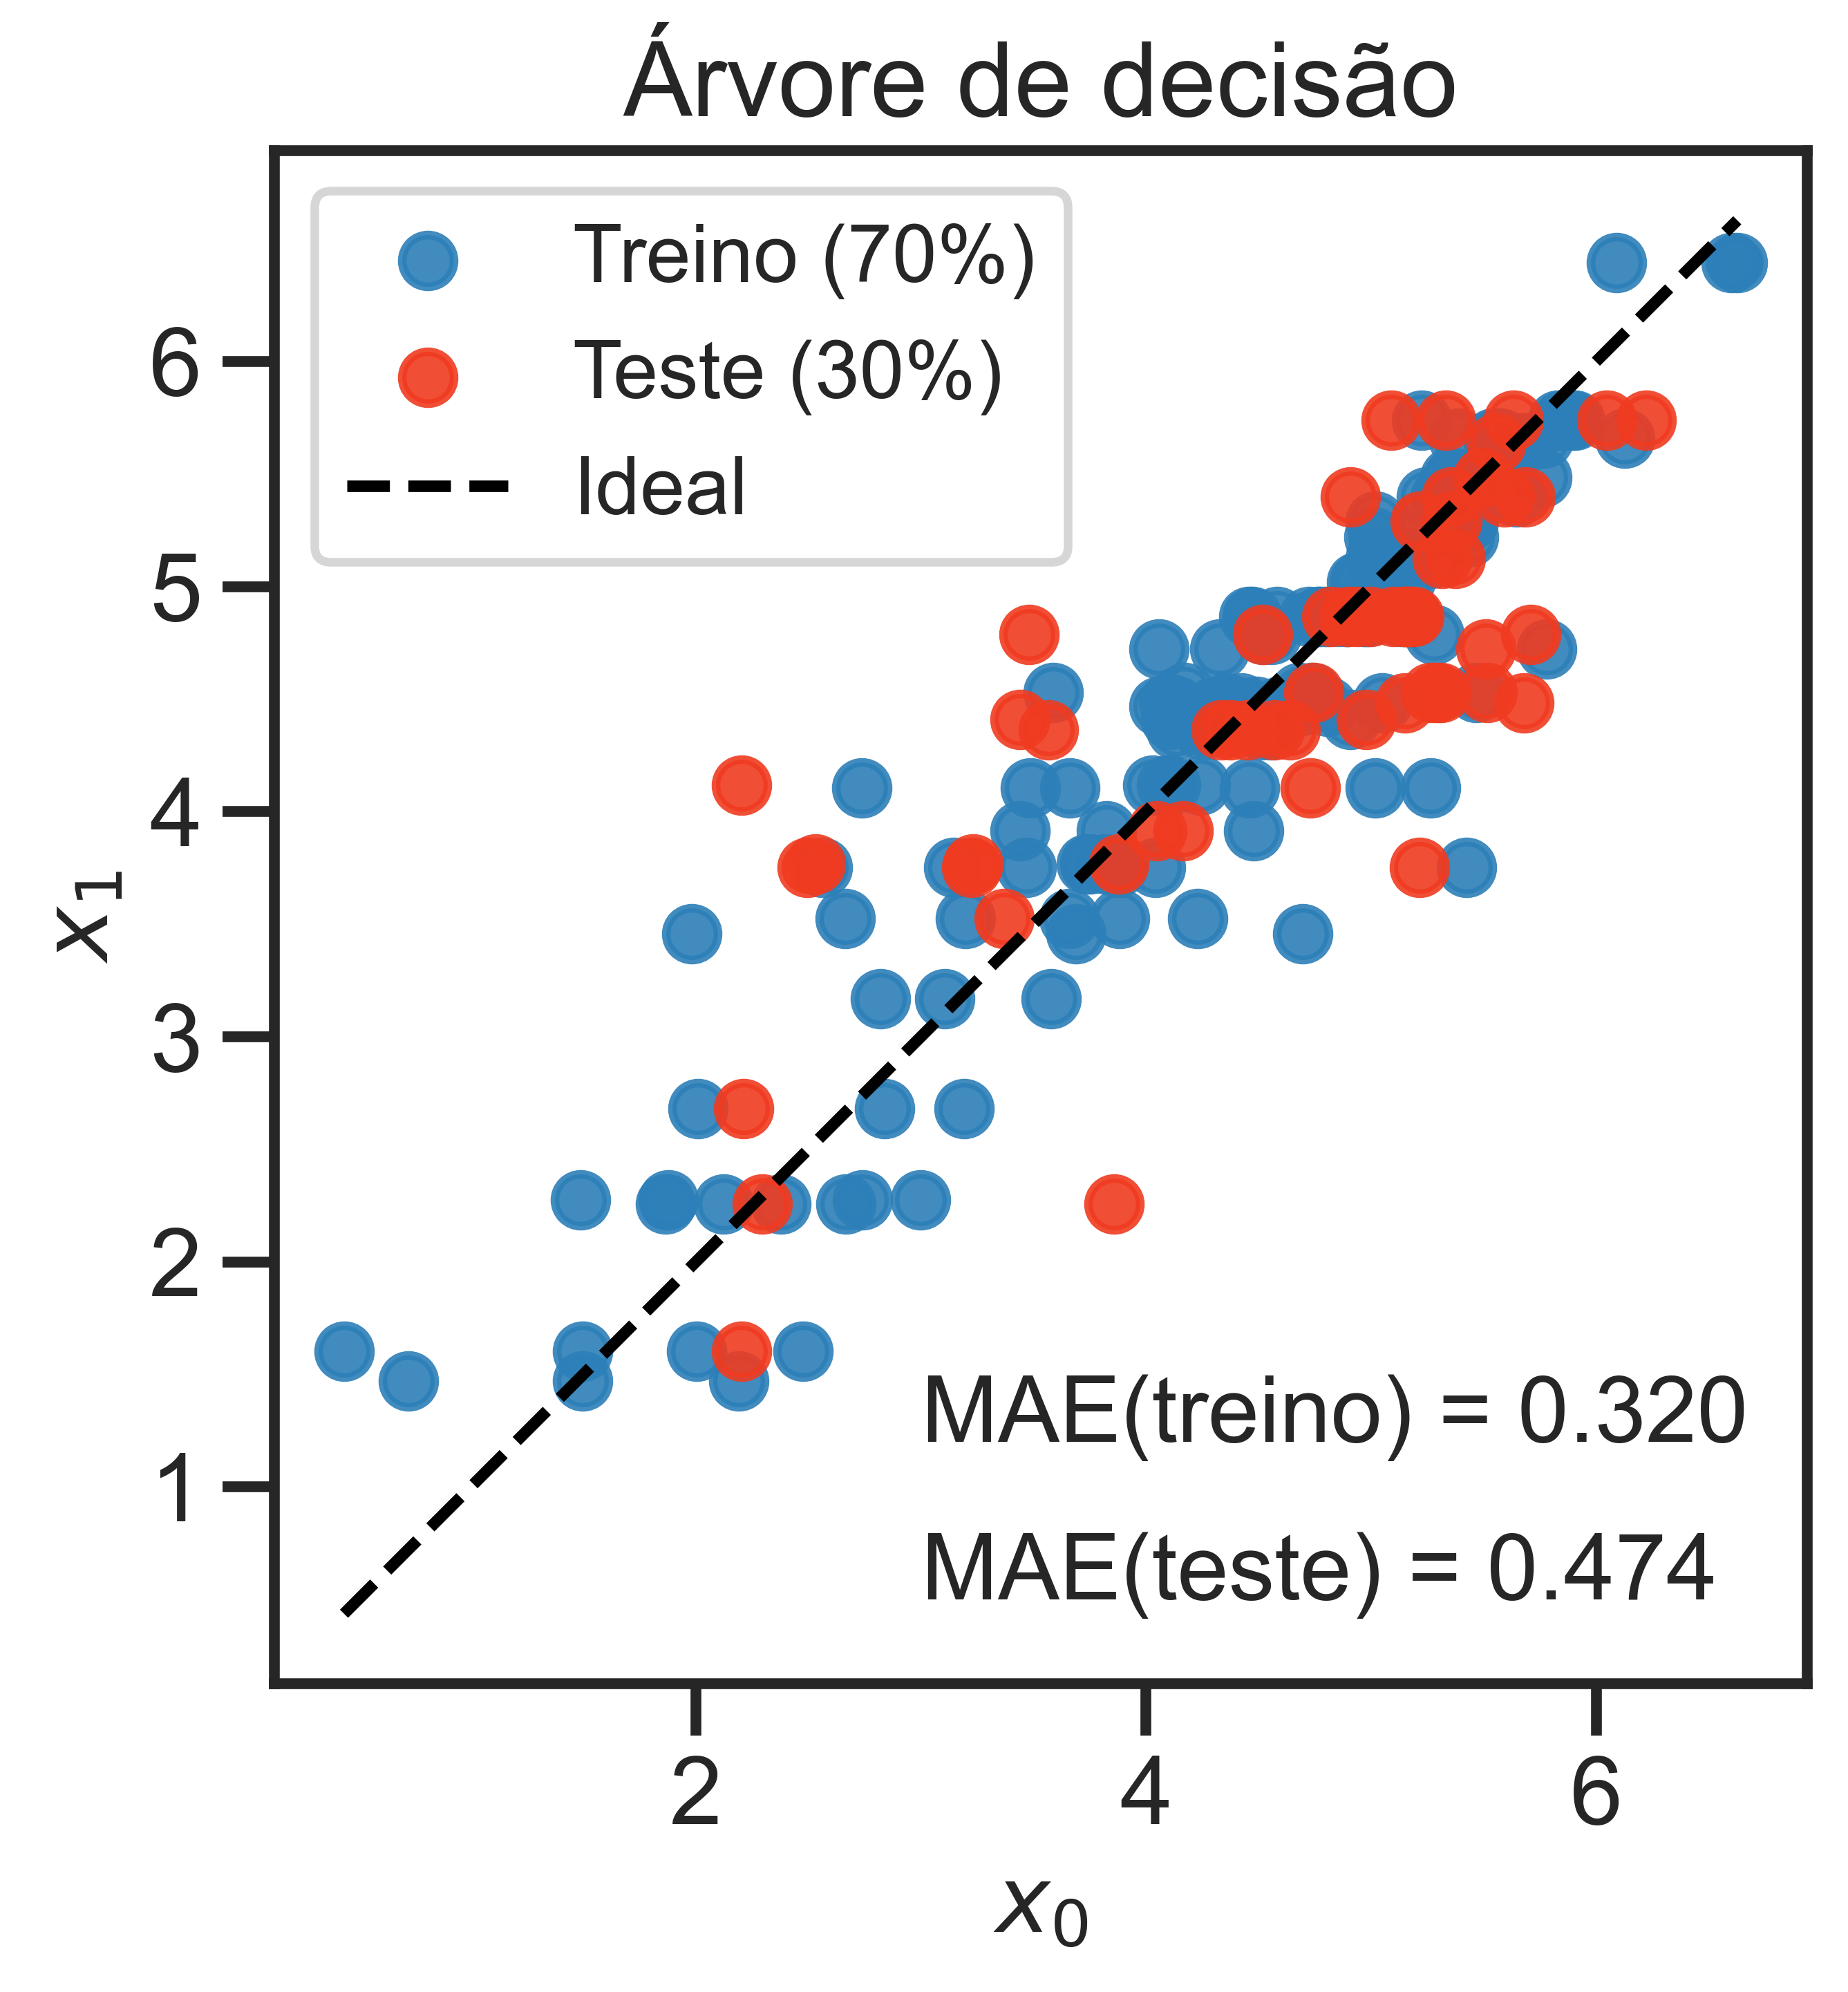 Árvore de decisão
Treino (70%)
Teste (30%)
Ideal
6
5
4
3
2
1
x₁
MAE(treino) = 0.320
MAE(teste) = 0.474
2 4 6
x₀